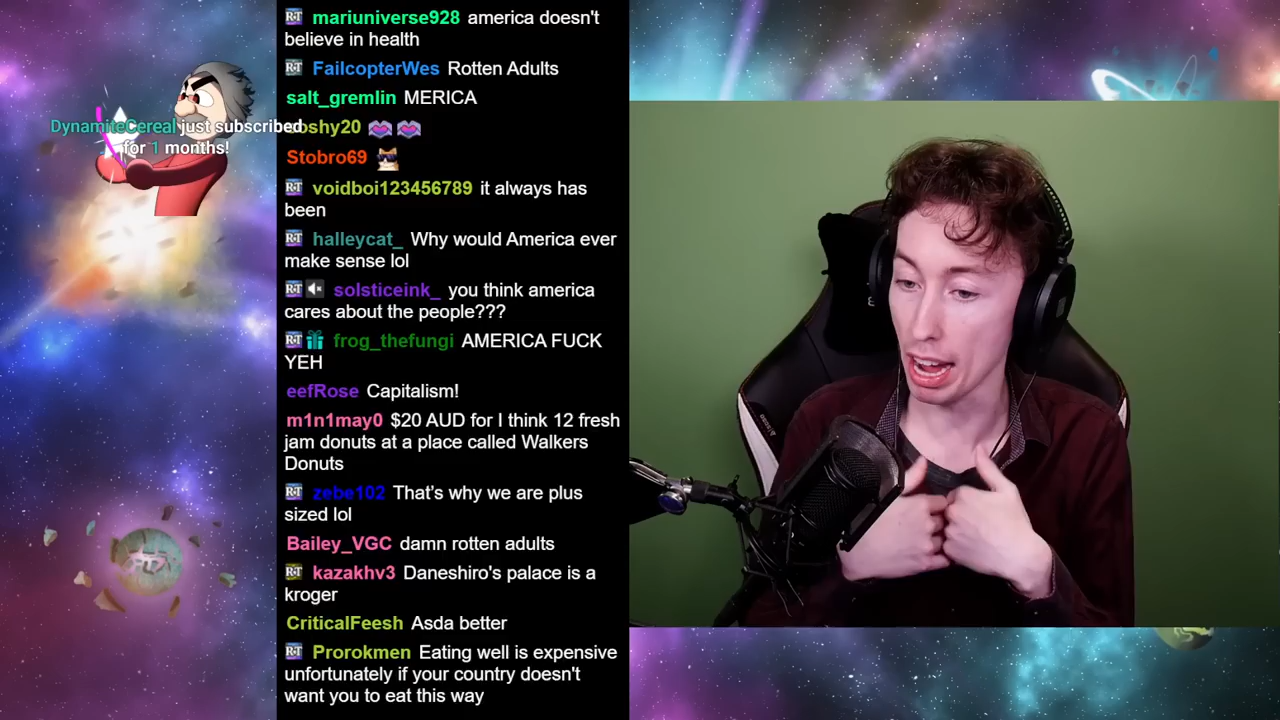 mariuniverse928 america doesn't
believe in health
FailcopterWes Rotten Adults
salt_gremlin MERICA
DynamiteCereal just subscribed
for 1 months!
oshy20
Stobro69
voidboi123456789 it always has
been
halleycat_ Why would America ever
make sense lol
solsticeink_ you think america
cares about the people???
frog_thefungi AMERICA FUCK
YEH
eefRose Capitalism!
m1n1may0 $20 AUD for I think 12 fresh
jam donuts at a place called Walkers
Donuts
zebe102 That's why we are plus
sized lol
Bailey_VGC damn rotten adults
kazakhv3 Daneshiro's palace is a
kroger
CriticalFeesh Asda better
Prorokmen Eating well is expensive
unfortunately if your country doesn't
want you to eat this way